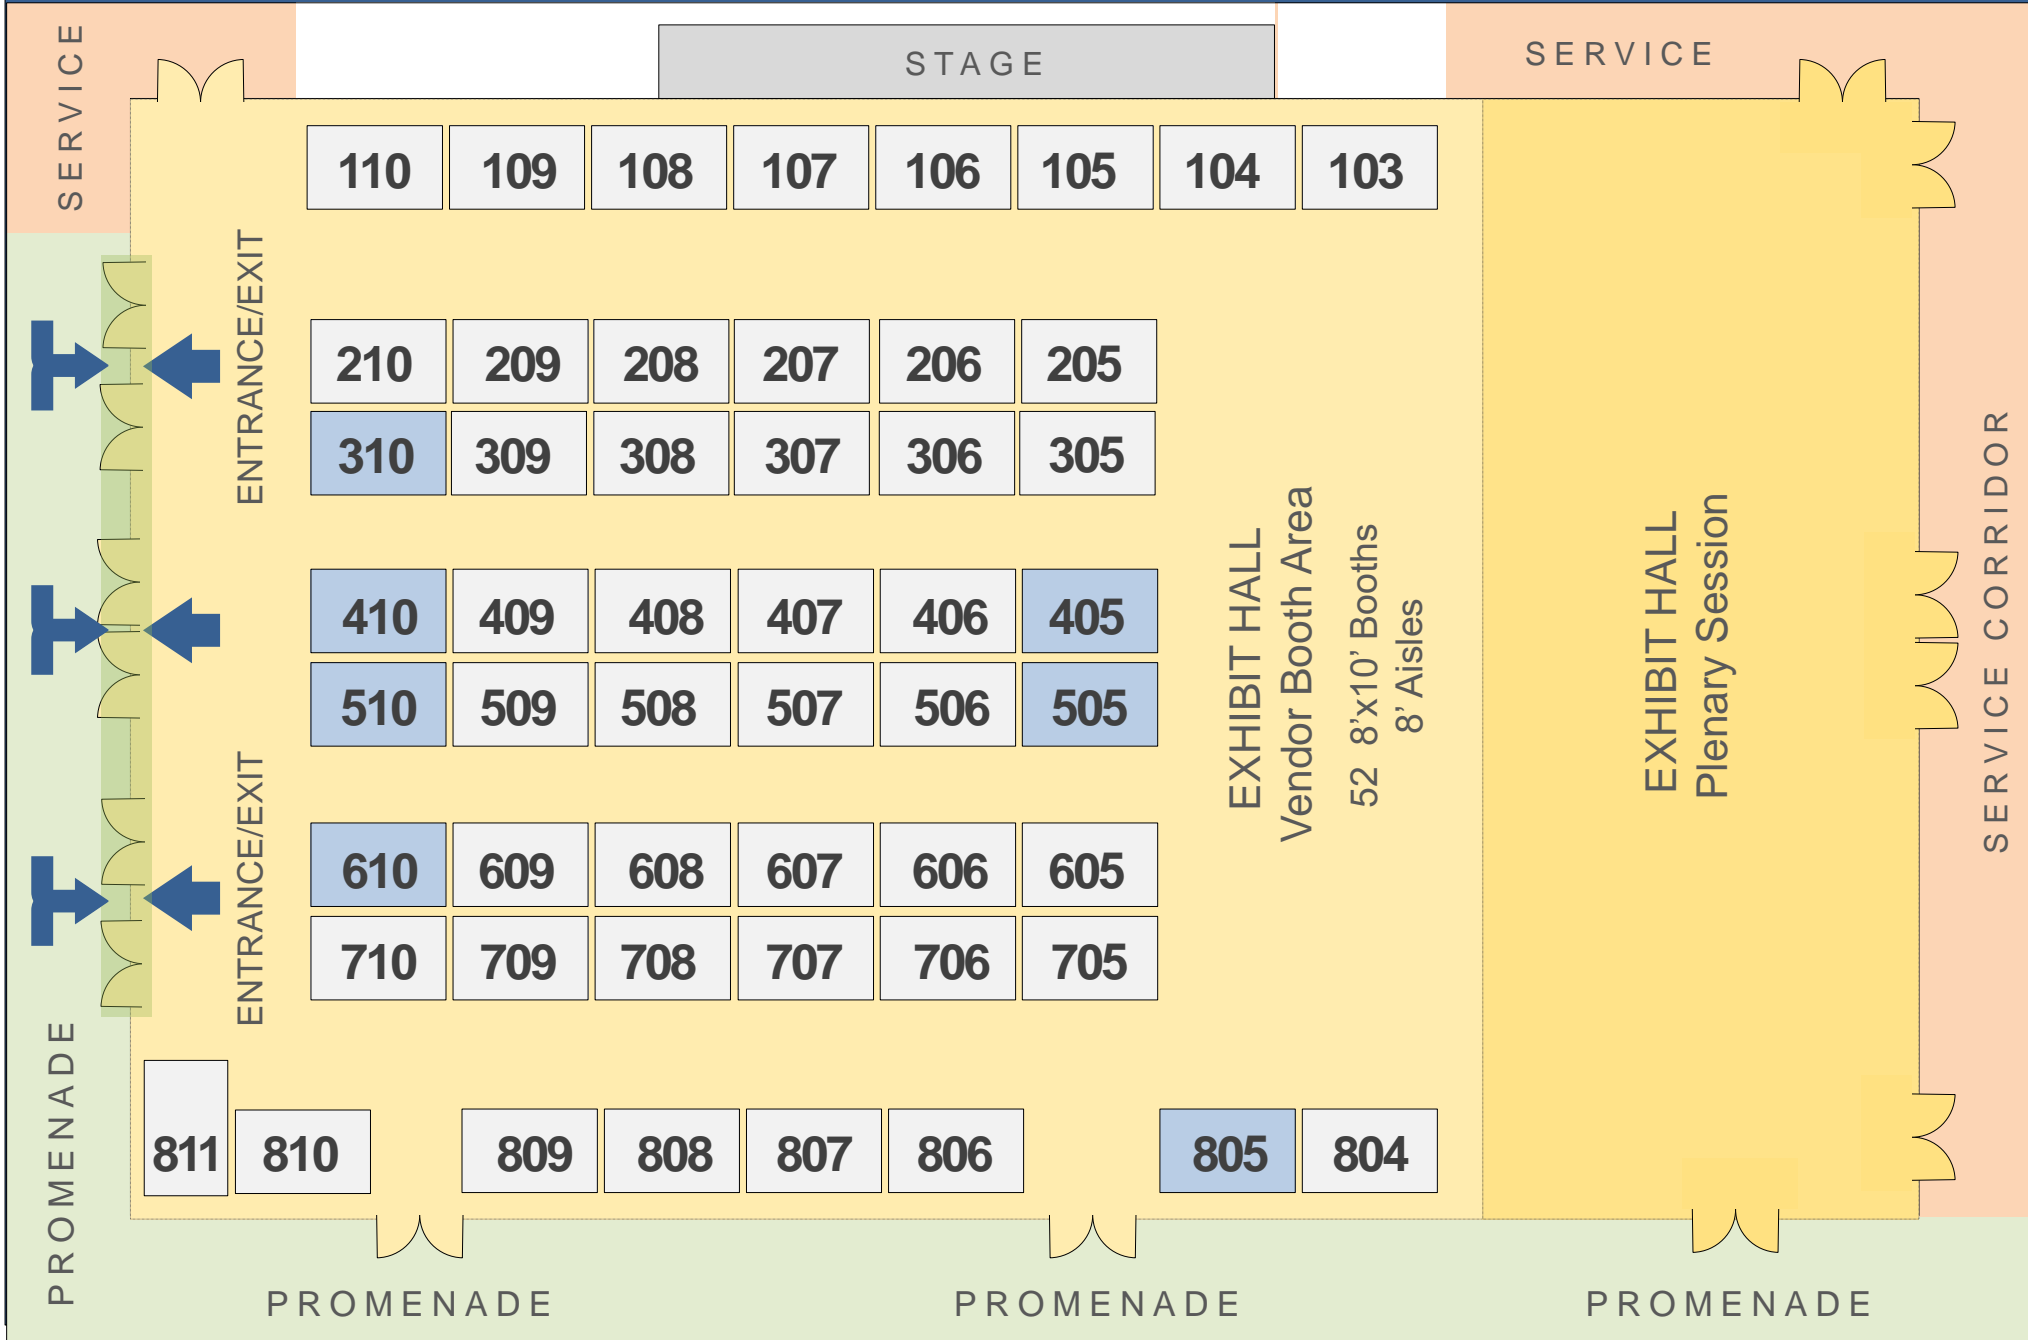 SERVICE
STAGE
SERVICE
110 109 108 107 106 105 104 103
ENTRANCE/EXIT
210 209 208 207 206 205
310 309 308 307 306 305
410 409 408 407 406 405
510 509 508 507 506 505
ENTRANCE/EXIT
610 609 608 607 606 605
710 709 708 707 706 705
811 810 809 808 807 806 805 804
EXHIBIT HALL
Vendor Booth Area
52 8’x10’ Booths
8’ Aisles
EXHIBIT HALL
Plenary Session
SERVICE CORRIDOR
PROMENADE
PROMENADE
PROMENADE
PROMENADE